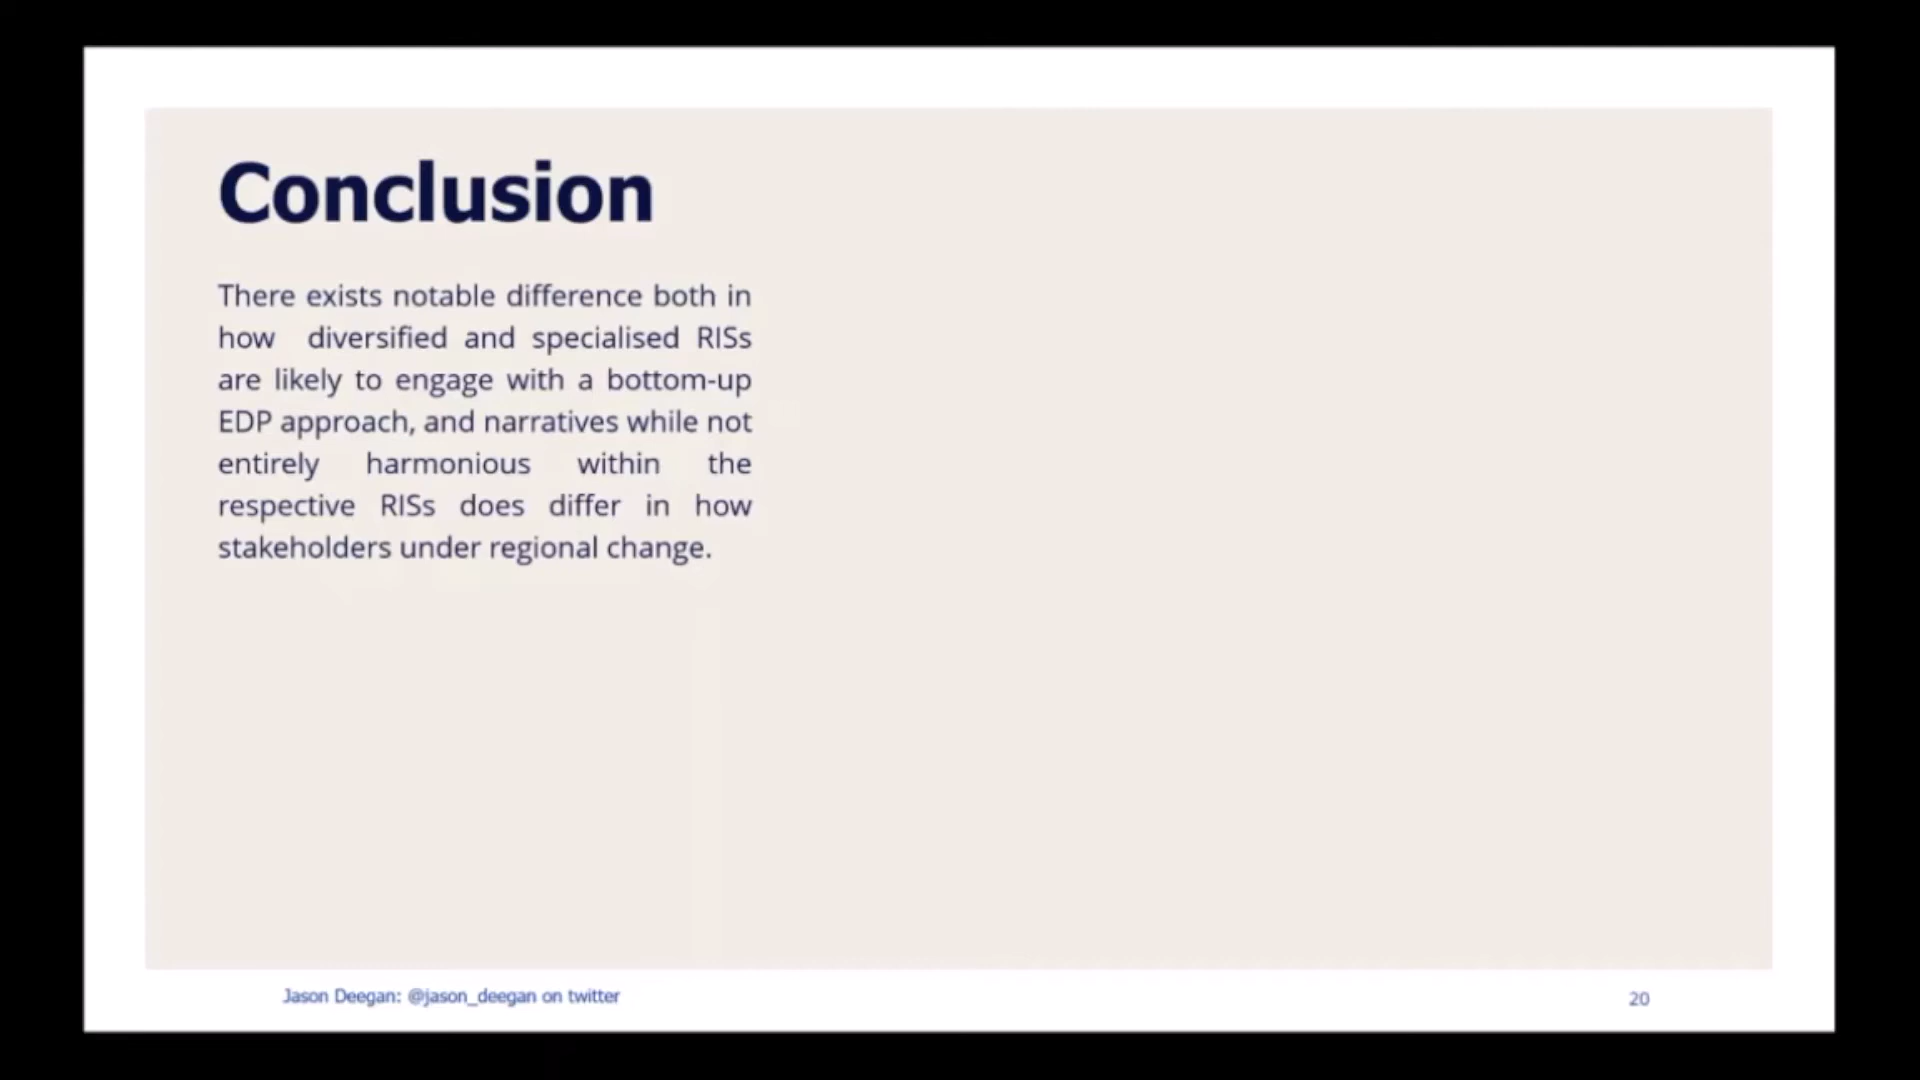 Conclusion
There exists notable difference both in
how diversified and specialised RISs
are likely to engage with a bottom-up
EDP approach, and narratives while not
entirely harmonious within the
respective RISs does differ in how
stakeholders under regional change.
Jason Deegan: @jason_deegan on twitter
20